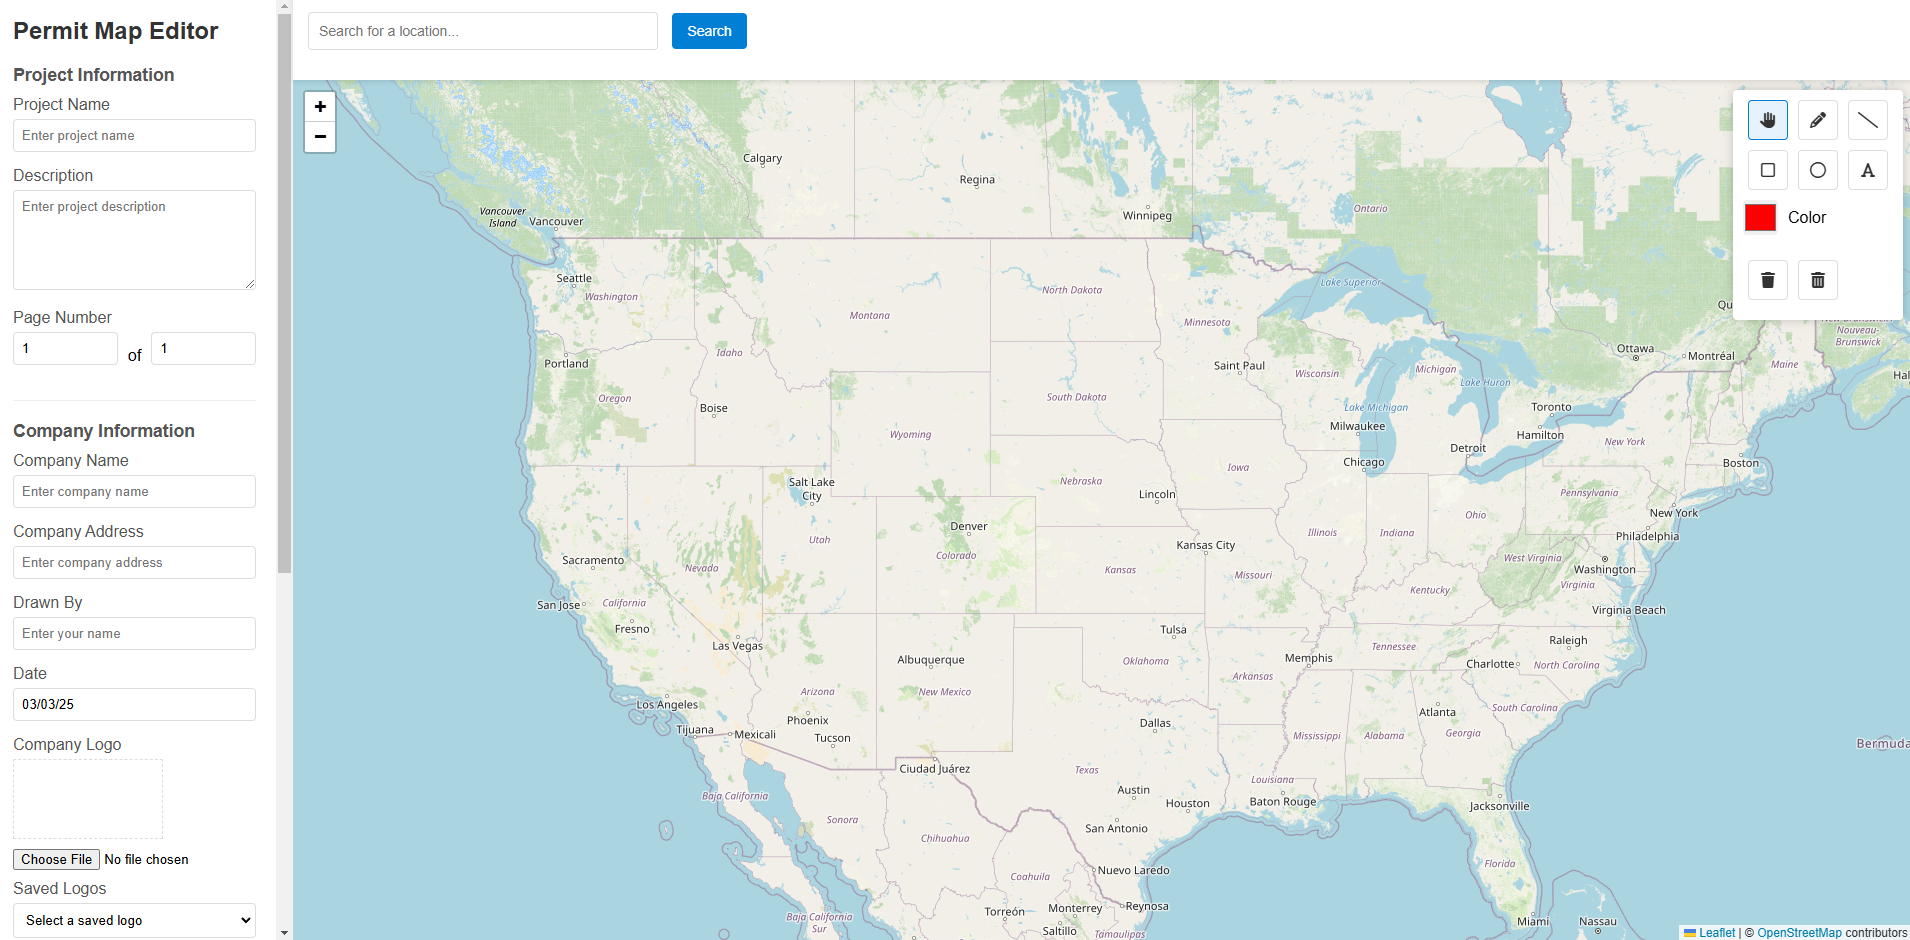 Permit Map Editor
Project Information
Project Name
Enter project name
Description
Enter project description
Page Number
1 of 1
Company Information
Company Name
Enter company name
Company Address
Enter company address
Drawn By
Enter your name
Date
03/03/25
Company Logo
Choose File No file chosen
Saved Logos
Select a saved logo
Search for a location...
Search
+
−
A
Color
Calgary
Regina
Winnipeg
Ontario
Vancouver
Island
Vancouver
Seattle
Washington
North Dakota
Lake Superior
Montana
Minnesota
Nouveau-
Brunswick
Ottawa
Montréal
Portland
Idaho
Saint Paul
Wisconsin
Michigan
Lake Huron
Maine
Oregon
Boise
South Dakota
Lake Michigan
Toronto
Wyoming
Milwaukee
Hamilton
New York
Detroit
Chicago
Boston
Salt Lake
City
Nebraska
Iowa
Lincoln
Pennsylvania
New York
Denver
Ohio
Illinois
Indiana
Philadelphia
Utah
Colorado
Kansas City
West Virginia
Washington
Sacramento
Nevada
Kansas
Missouri
Virginia
Kentucky
San Jose
California
Virginia Beach
Fresno
Las Vegas
Tulsa
Raleigh
Albuquerque
Oklahoma
Memphis
Tennessee
Charlotte
North Carolina
Arkansas
Arizona
New Mexico
Los Angeles
South Carolina
Phoenix
Dallas
Atlanta
Tijuana
Mexicali
Tucson
Mississippi
Alabama
Georgia
Bermuda
Ciudad Juárez
Texas
Louisiana
Baja California
Austin
Houston
Baton Rouge
Jacksonville
Sonora
Chihuahua
San Antonio
Florida
Coahuila
Nuevo Laredo
Torreón
Monterrey
Reynosa
Baja California
Sur
Saltillo
Tamaulipas
Miami
Nassau
Leaflet | © OpenStreetMap contributors